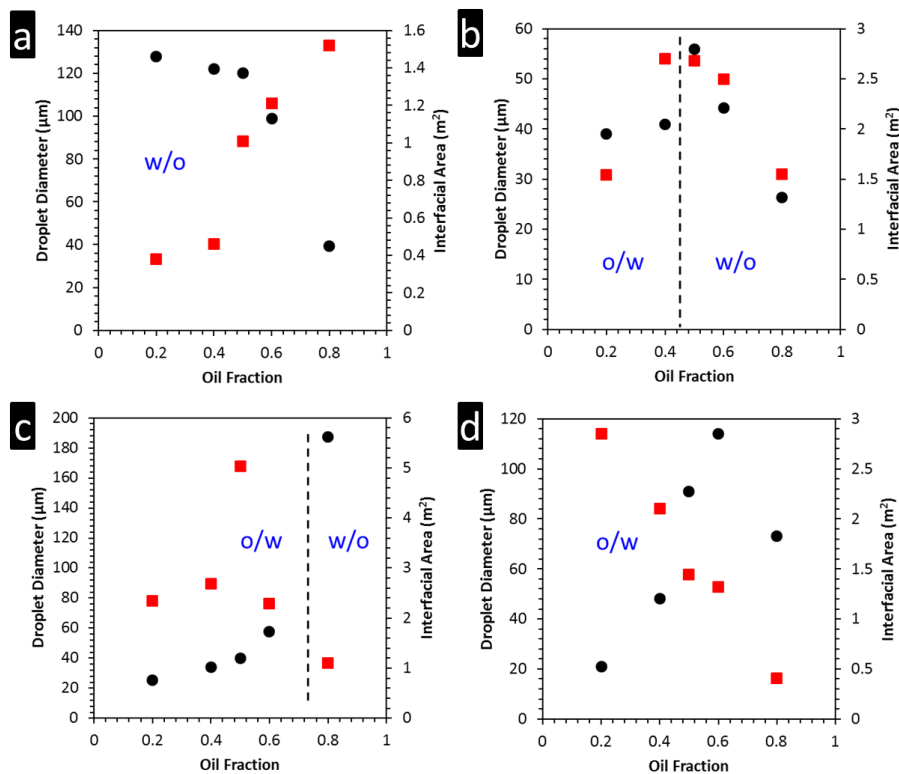 a
140
120
100
80
60
40
20
0
Droplet Diameter (µm)
w/o
1.6
1.4
1.2
1
0.8
0.6
0.4
0.2
0
Interfacial Area (m²)
0 0.2 0.4 0.6 0.8 1
Oil Fraction
b
60
50
40
30
20
10
0
Droplet Diameter (µm)
o/w w/o
3
2.5
2
1.5
1
0.5
0
Interfacial Area (m²)
0 0.2 0.4 0.6 0.8 1
Oil Fraction
c
200
180
160
140
120
100
80
60
40
20
0
Droplet Diameter (µm)
o/w w/o
6
5
4
3
2
1
0
Interfacial Area (m²)
0 0.2 0.4 0.6 0.8 1
Oil Fraction
d
120
100
80
60
40
20
0
Droplet Diameter (µm)
o/w
3
2.5
2
1.5
1
0.5
0
Interfacial Area (m²)
0 0.2 0.4 0.6 0.8 1
Oil Fraction